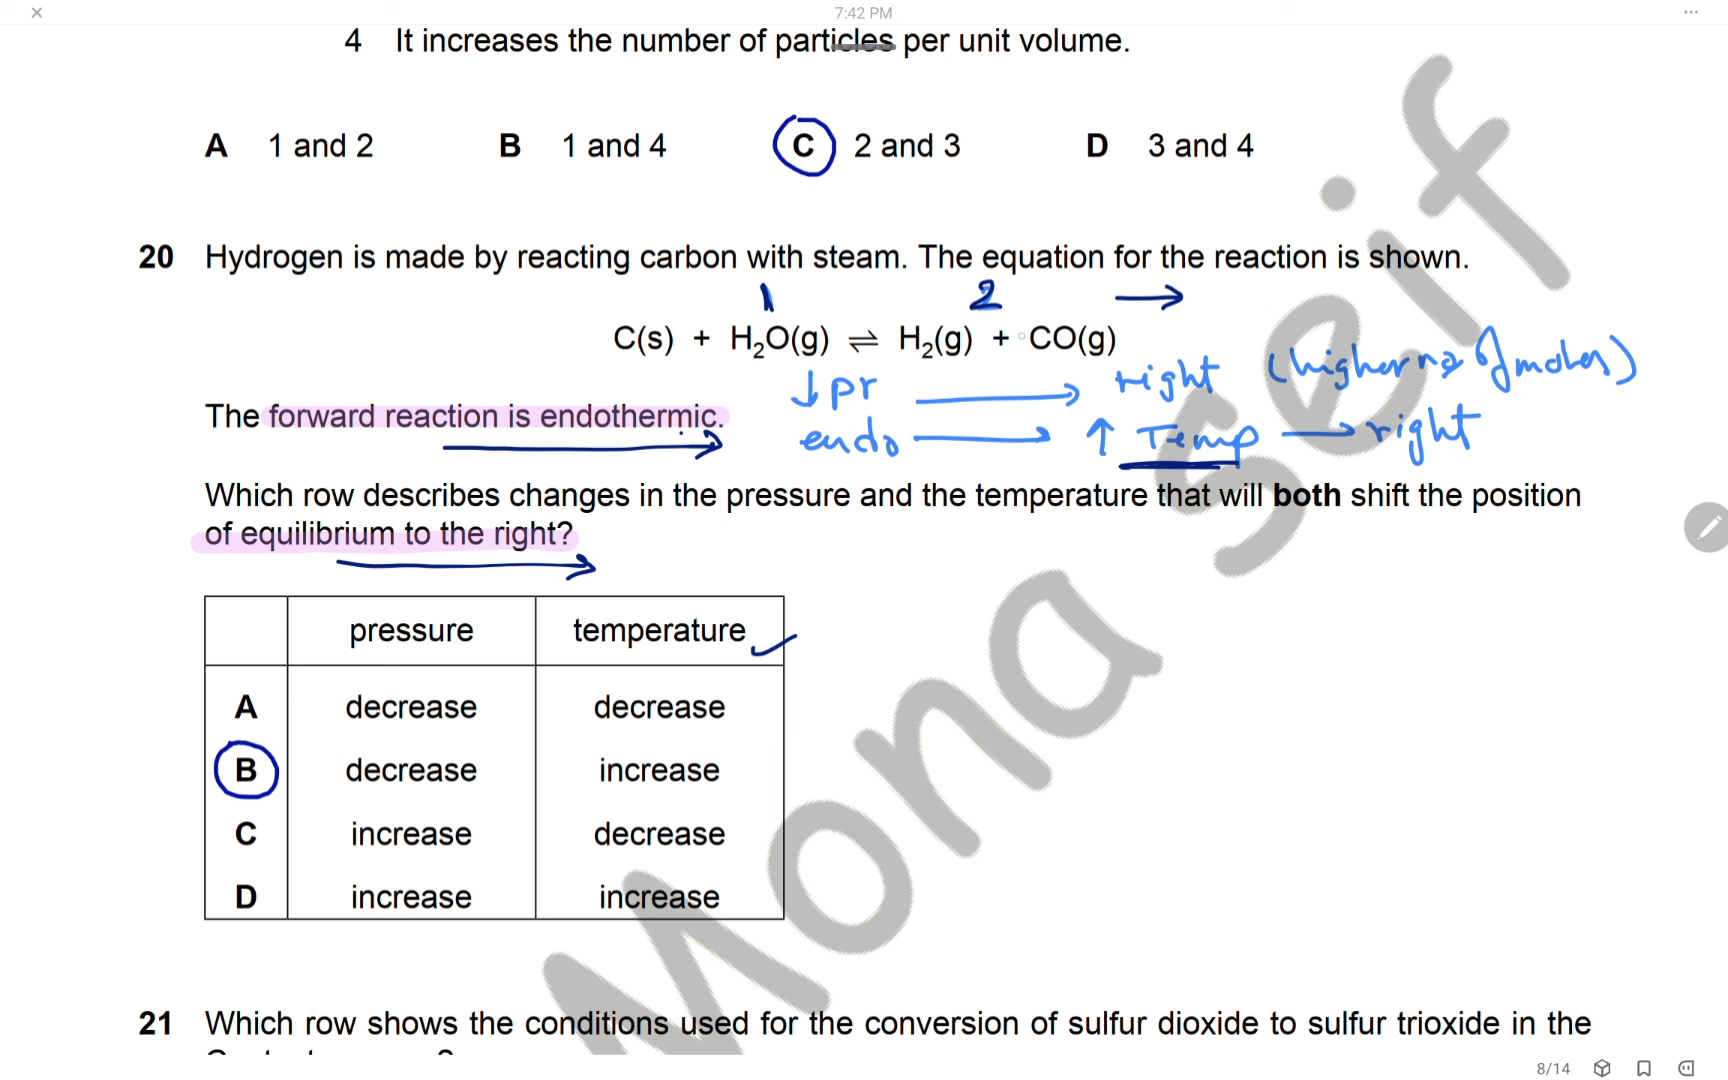 7:42 PM
4 It increases the number of particles per unit volume.
A 1 and 2 B 1 and 4 C 2 and 3 D 3 and 4
20 Hydrogen is made by reacting carbon with steam. The equation for the reaction is shown.
1 2
C(s) + H₂O(g) ⇌ H₂(g) + CO(g)
↓ pr → right (higher no of moles)
The forward reaction is endothermic.
endo → ↑ Temp → right
Which row describes changes in the pressure and the temperature that will both shift the position
of equilibrium to the right?
pressure temperature
A decrease decrease
B decrease increase
C increase decrease
D increase increase
21 Which row shows the conditions used for the conversion of sulfur dioxide to sulfur trioxide in the
Mona seif
8/14